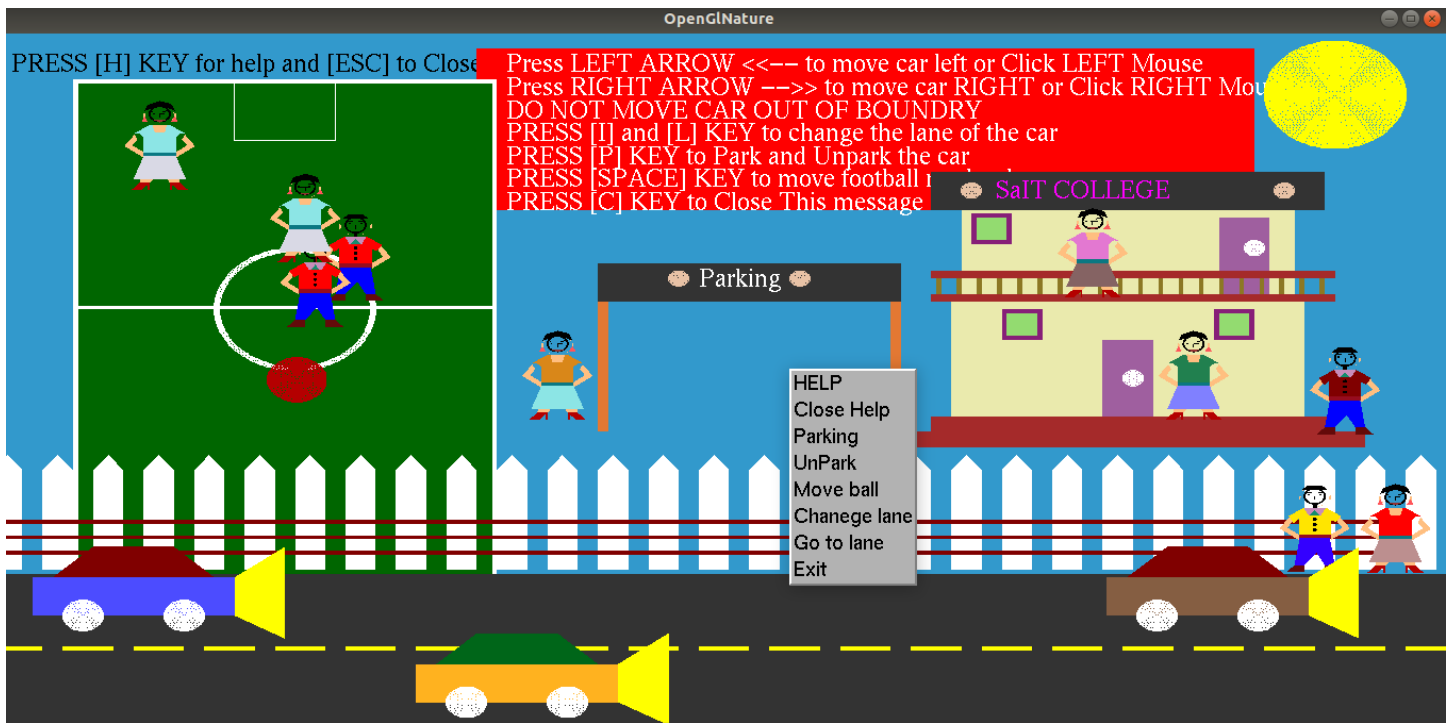 OpenGlNature
PRESS [H] KEY for help and [ESC] to Close
Press LEFT ARROW <<−− to move car left or Click LEFT Mouse
Press RIGHT ARROW −−>> to move car RIGHT or Click RIGHT Mou
DO NOT MOVE CAR OUT OF BOUNDRY
PRESS [I] and [L] KEY to change the lane of the car
PRESS [P] KEY to Park and Unpark the car
PRESS [SPACE] KEY to move football
PRESS [C] KEY to Close This message
SaIT COLLEGE
Parking
HELP
Close Help
Parking
UnPark
Move ball
Chanege lane
Go to lane
Exit